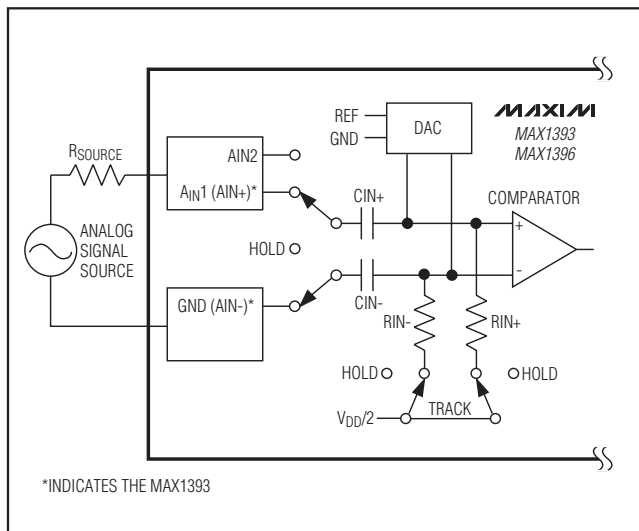 REF
GND
DAC
MAXIM
MAX1393
MAX1396
RSOURCE
AIN2
AIN1 (AIN+)*
CIN+
COMPARATOR
+
-
ANALOG
SIGNAL
SOURCE
HOLD
GND (AIN-)*
CIN-
RIN-
RIN+
HOLD
HOLD
VDD/2
TRACK
*INDICATES THE MAX1393